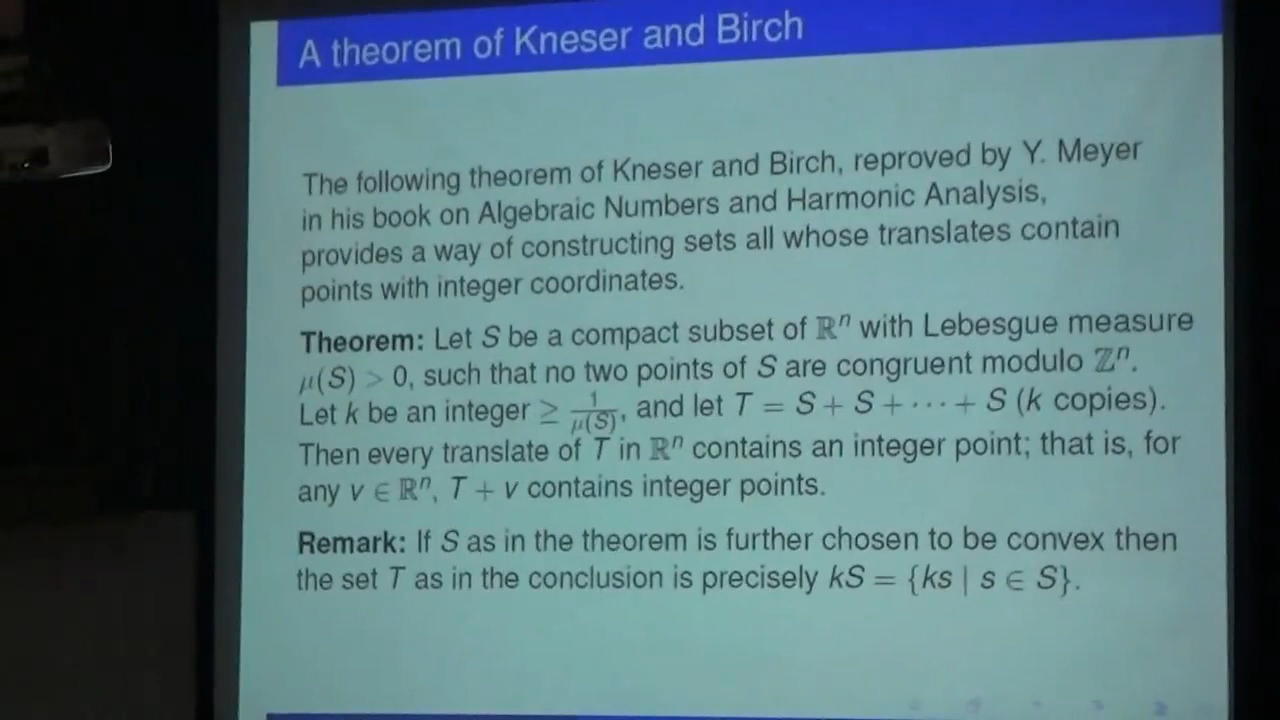 A theorem of Kneser and Birch
The following theorem of Kneser and Birch, reproved by Y. Meyer
in his book on Algebraic Numbers and Harmonic Analysis,
provides a way of constructing sets all whose translates contain
points with integer coordinates.
Theorem: Let S be a compact subset of ℝⁿ with Lebesgue measure
μ(S) > 0, such that no two points of S are congruent modulo ℤⁿ.
Let k be an integer ≥ 1/μ(S), and let T = S + S + ⋯ + S (k copies).
Then every translate of T in ℝⁿ contains an integer point; that is, for
any v ∈ ℝⁿ, T + v contains integer points.
Remark: If S as in the theorem is further chosen to be convex then
the set T as in the conclusion is precisely kS = {ks | s ∈ S}.